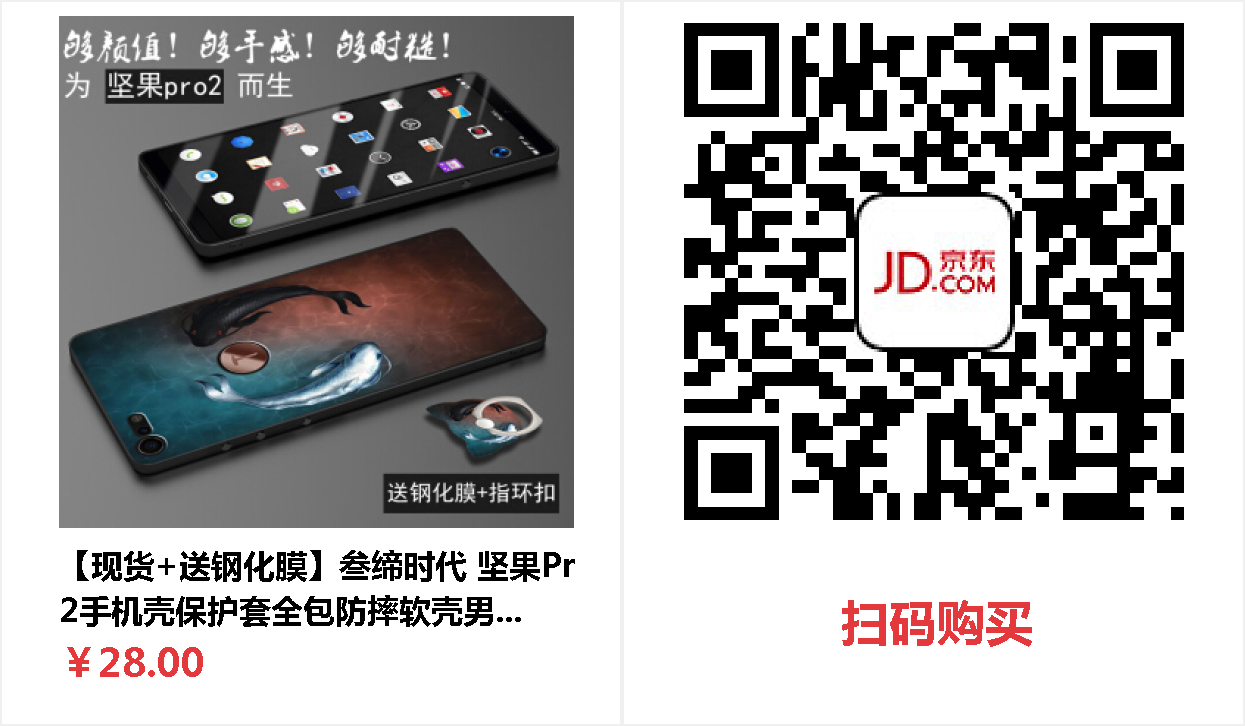 够颜值！够手感！够耐糙！
为 坚果pro2 而生
送钢化膜+指环扣
【现货+送钢化膜】叁缔时代 坚果Pr
2手机壳保护套全包防摔软壳男...
￥28.00
JD 京东
.COM
扫码购买